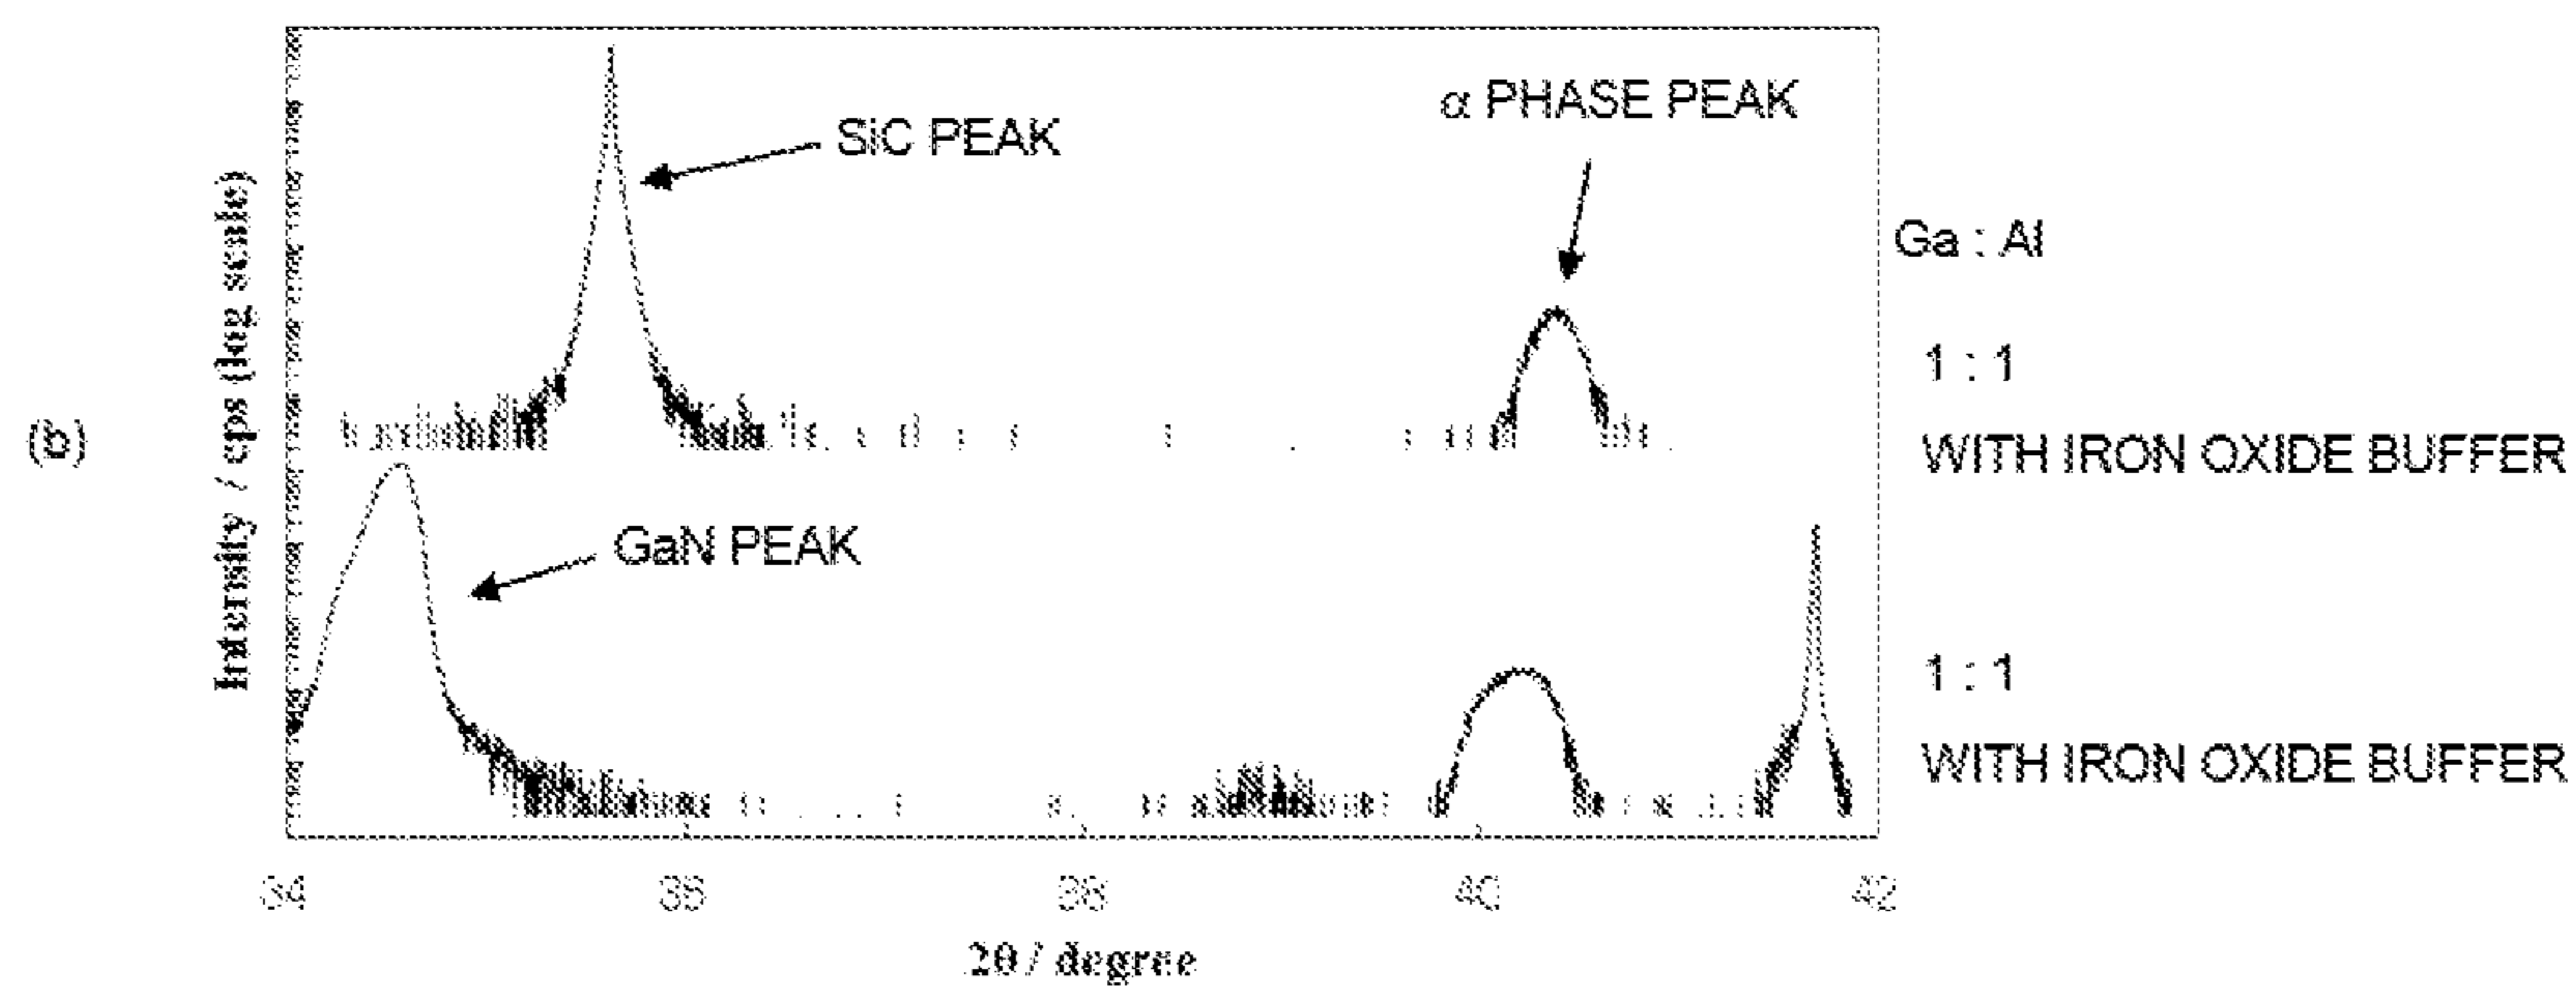 α PHASE PEAK
SiC PEAK
Ga : Al
1 : 1
(b)
WITH IRON OXIDE BUFFER
Intensity / cps (log scale)
GaN PEAK
1 : 1
WITH IRON OXIDE BUFFER
34 36 38 40 42
2θ / degree